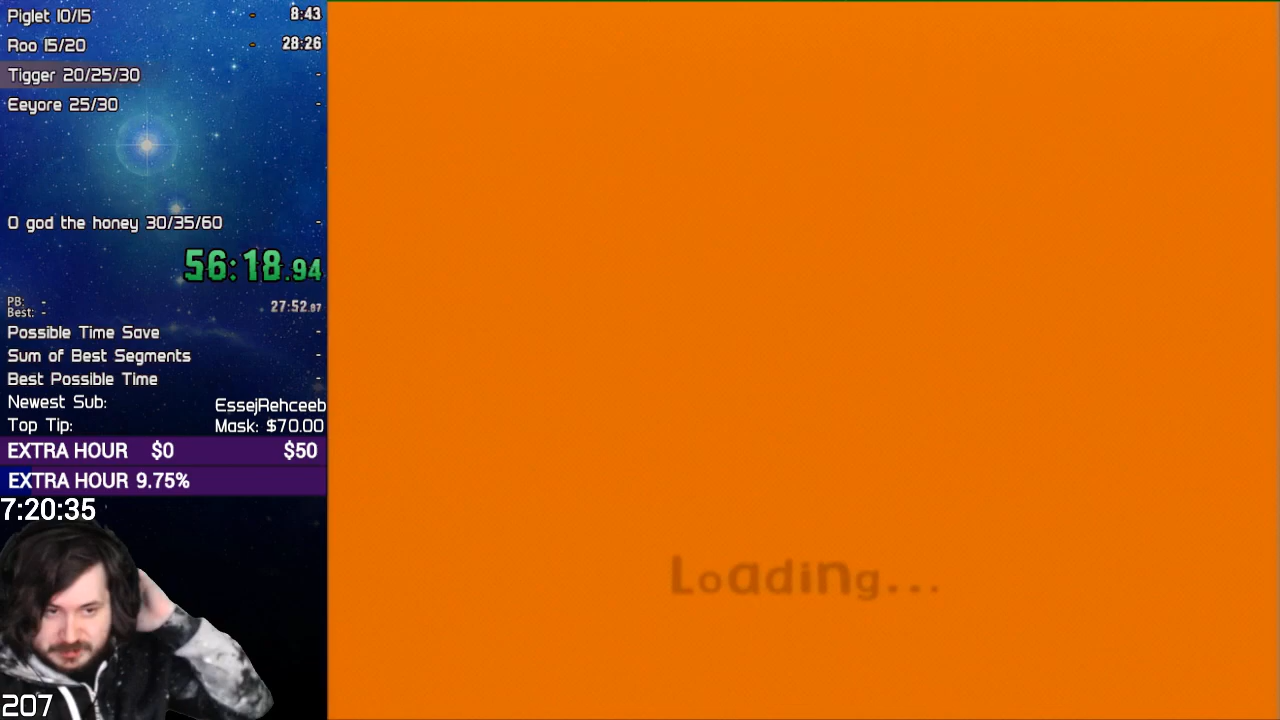 Piglet 10/15 - 8:43
Roo 15/20 - 28:26
Tigger 20/25/30 -
Eeyore 25/30 -
O god the honey 30/35/60 -
56:18.94
PB: - 27:52.97
Best: -
Possible Time Save -
Sum of Best Segments -
Best Possible Time -
Newest Sub: EssejRehceeb
Top Tip: Mask: $70.00
EXTRA HOUR $0 $50
EXTRA HOUR 9.75%
7:20:35
Loading...
207